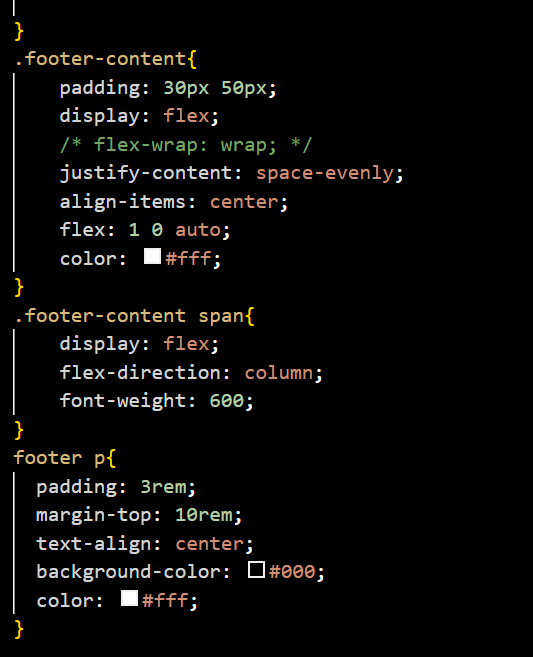 }
.footer-content{
    padding: 30px 50px;
    display: flex;
    /* flex-wrap: wrap; */
    justify-content: space-evenly;
    align-items: center;
    flex: 1 0 auto;
    color: #fff;
}
.footer-content span{
    display: flex;
    flex-direction: column;
    font-weight: 600;
}
footer p{
  padding: 3rem;
  margin-top: 10rem;
  text-align: center;
  background-color: #000;
  color: #fff;
}